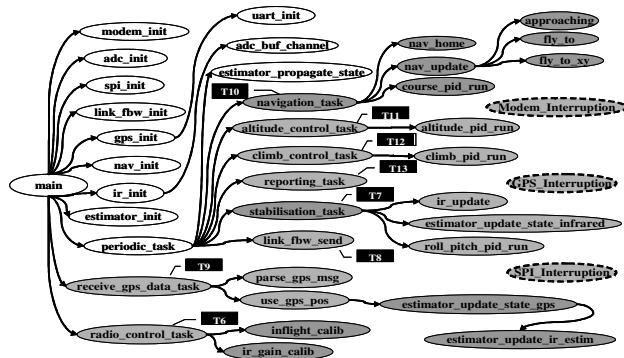 uart_init
approaching
modem_init
nav_home
fly_to
adc_buf_channel
adc_init
nav_update
fly_to_xy
estimator_propagate_state
spi_init
T10
course_pid_run
navigation_task
Modem_Interruption
link_fbw_init
T11
altitude_control_task
altitude_pid_run
gps_init
T12
climb_control_task
climb_pid_run
nav_init
T13
main
reporting_task
GPS_Interruption
ir_init
T7
ir_update
stabilisation_task
estimator_init
estimator_update_state_infrared
link_fbw_send
roll_pitch_pid_run
periodic_task
T8
T9
SPI_Interruption
parse_gps_msg
receive_gps_data_task
use_gps_pos
estimator_update_state_gps
T6
radio_control_task
inflight_calib
estimator_update_ir_estim
ir_gain_calib